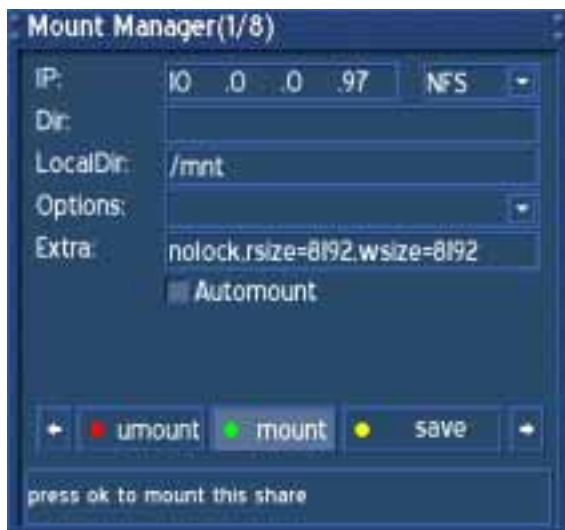 Mount Manager(1/8)
IP: 10 .0 .0 .97 NFS
Dir:
LocalDir: /mnt
Options:
Extra: nolock,rsize=8192,wsize=8192
Automount
umount mount save
press ok to mount this share